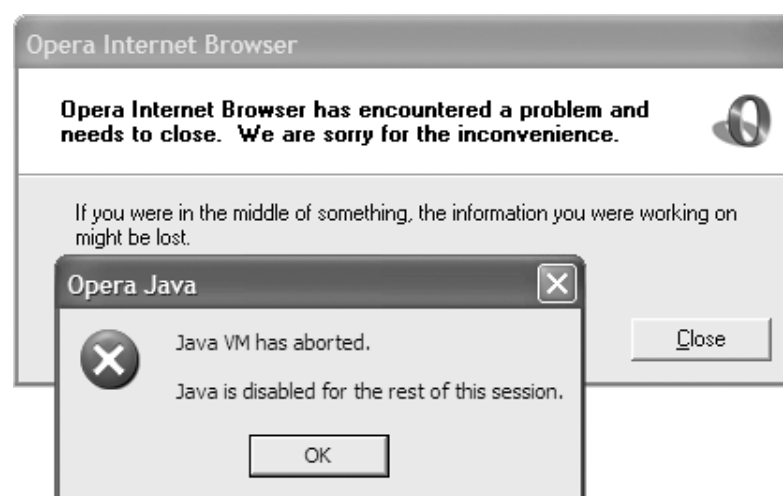 Opera Internet Browser
Opera Internet Browser has encountered a problem and
needs to close.  We are sorry for the inconvenience.
If you were in the middle of something, the information you were working on
might be lost.
Opera Java
Java VM has aborted.
Close
Java is disabled for the rest of this session.
OK